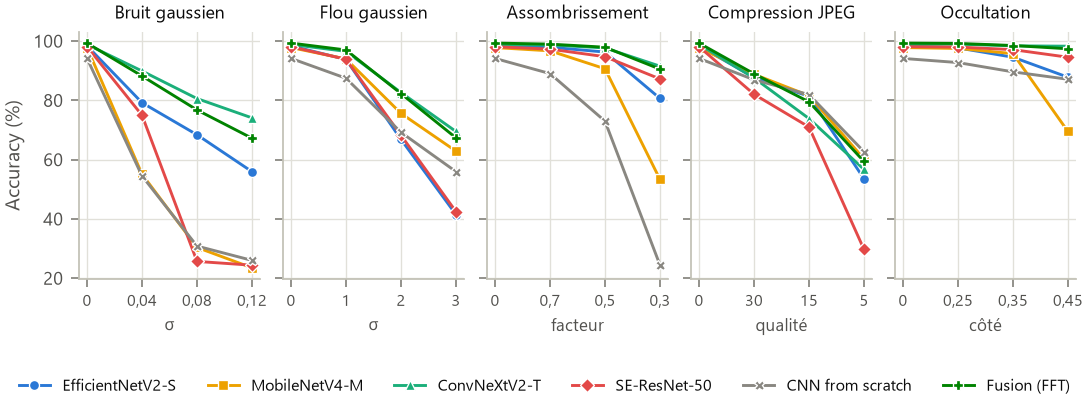 Bruit gaussien Flou gaussien Assombrissement Compression JPEG Occultation
Accuracy (%)
100
80
60
40
20
0 0,04 0,08 0,12 0 1 2 3 0 0,7 0,5 0,3 0 30 15 5 0 0,25 0,35 0,45
σ σ facteur qualité côté
EfficientNetV2-S MobileNetV4-M ConvNeXtV2-T SE-ResNet-50 CNN from scratch Fusion (FFT)